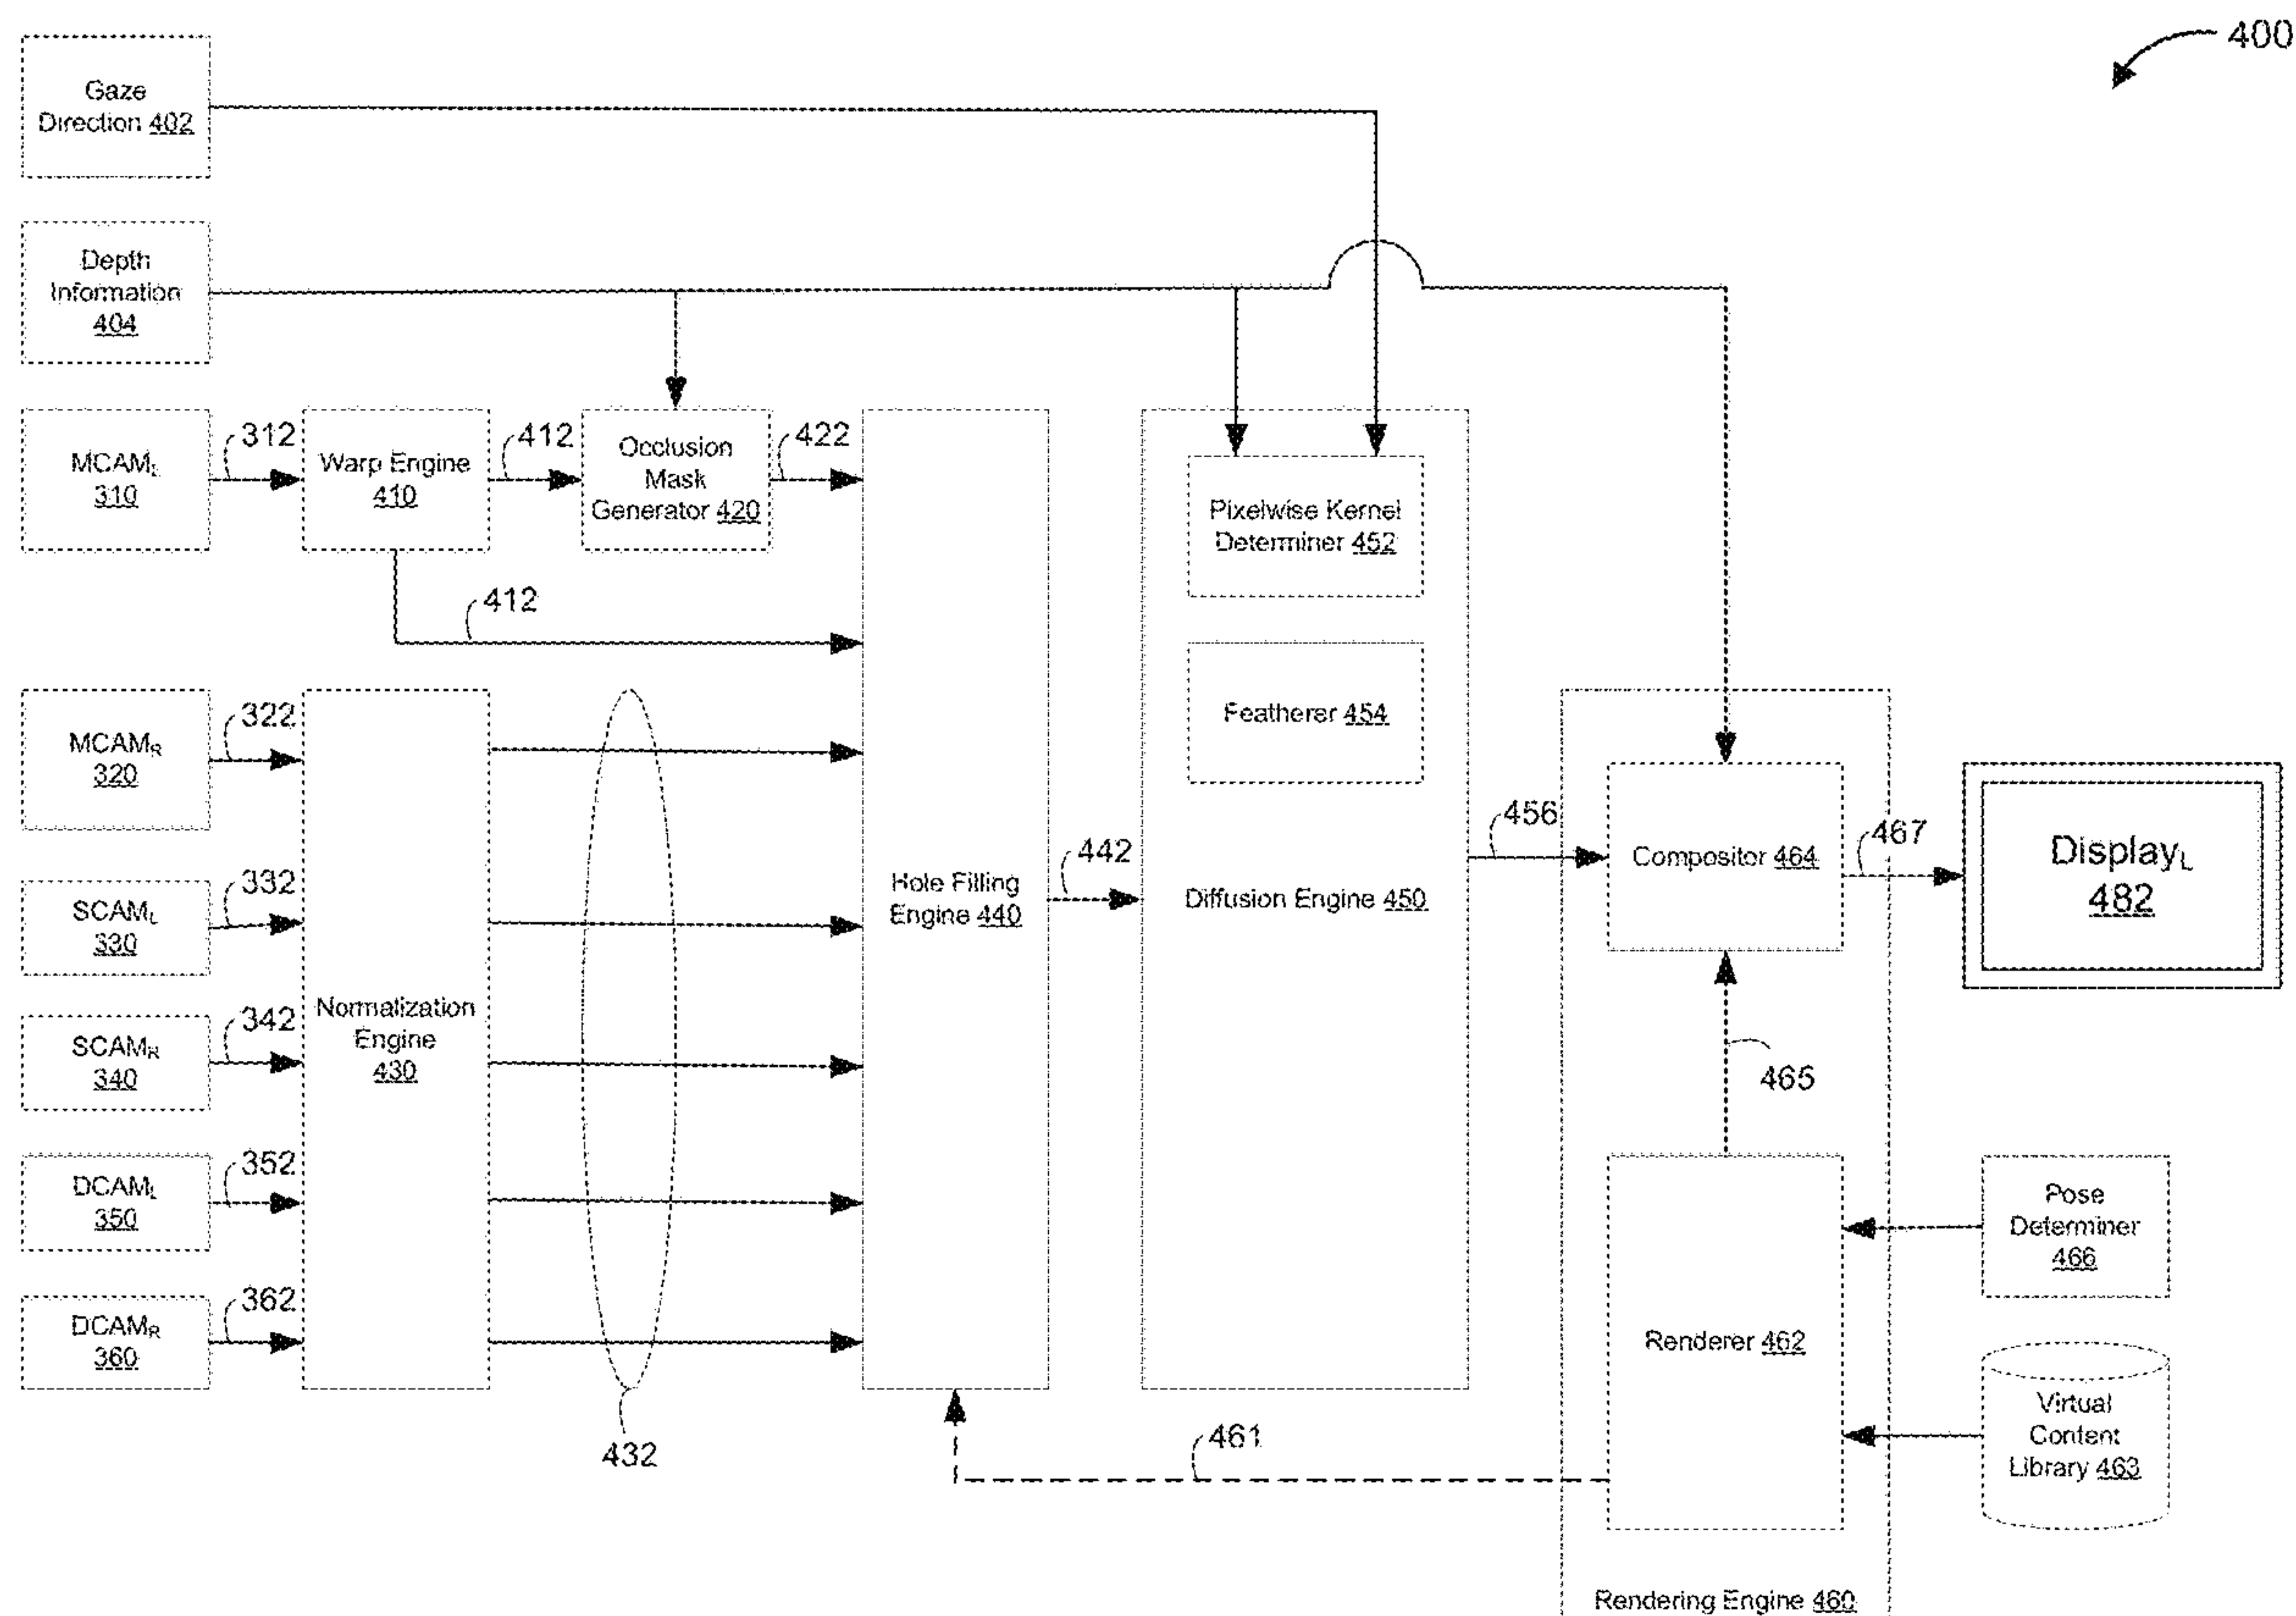 400
Gaze
Direction 402
Depth
Information
404
MCAML
310
312
Warp Engine
410
412
Occlusion
Mask
Generator 420
422
412
Pixelwise Kernel
Determiner 452
Featherer 454
MCAMR
320
322
SCAML
330
332
SCAMR
340
342
DCAML
350
352
DCAMR
360
362
Normalization
Engine
430
432
Hole Filling
Engine 440
442
Diffusion Engine 450
456
Compositor 464
467
DisplayL
482
465
Renderer 462
Pose
Determiner
466
Virtual
Content
Library 463
461
Rendering Engine 460